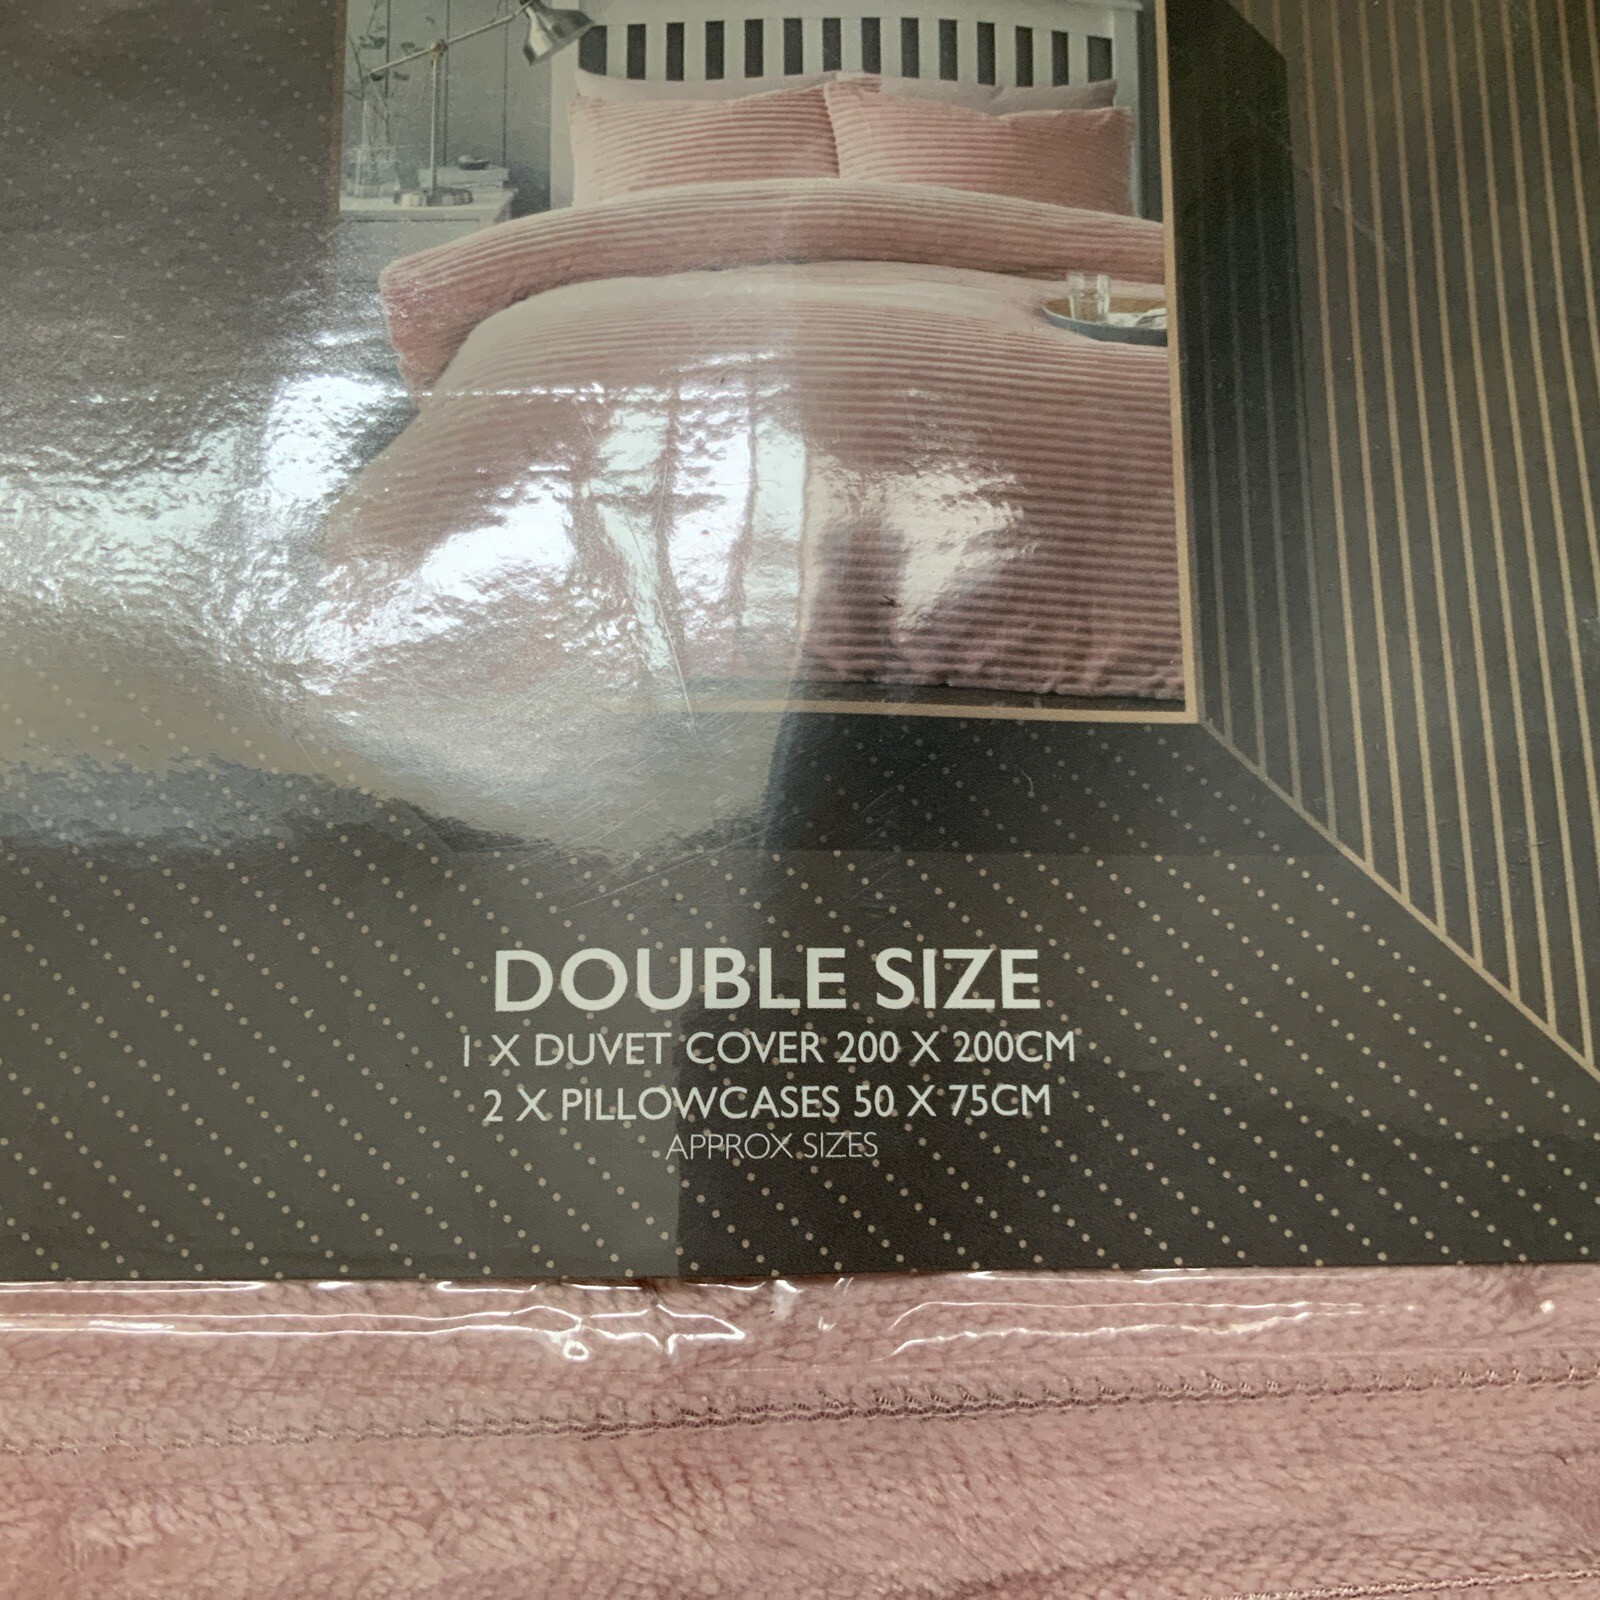 DOUBLE SIZE
1 X DUVET COVER 200 X 200CM
2 X PILLOWCASES 50 X 75CM
APPROX SIZES